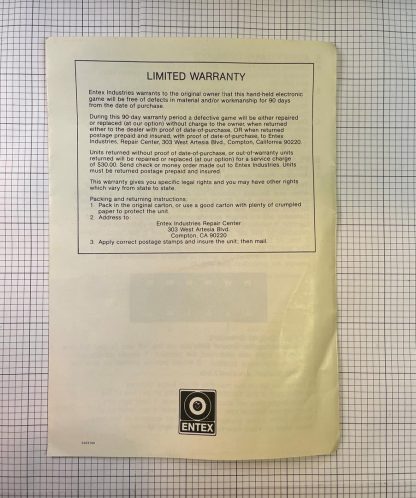 LIMITED WARRANTY
Entex Industries warrants to the original owner that this hand-held electronic
game will be free of defects in material and/or workmanship for 90 days
from the date of purchase.
During this 90-day warranty period a defective game will be either repaired
or replaced (at our option) without charge to the owner when returned
either to the dealer with proof of date-of-purchase, OR when returned
postage prepaid and insured, with proof of date-of-purchase, to Entex
Industries, Repair Center, 303 West Artesia Blvd., Compton, California 90220.
Units returned without proof of date-of-purchase, or out-of-warranty units
returned will be repaired or replaced (at our option) for a service charge
of $30.00. Send check or money order made out to Entex Industries. Units
must be returned postage prepaid and insured.
This warranty gives you specific legal rights and you may have other rights
which vary from state to state.
Packing and returning instructions:
1. Pack in the original carton, or use a good carton with plenty of crumpled
paper to protect the unit.
2. Address to
Entex Industries Repair Center
303 West Artesia Blvd.
Compton, CA 90220
3. Apply correct postage stamps and insure the unit; then mail.
ENTEX